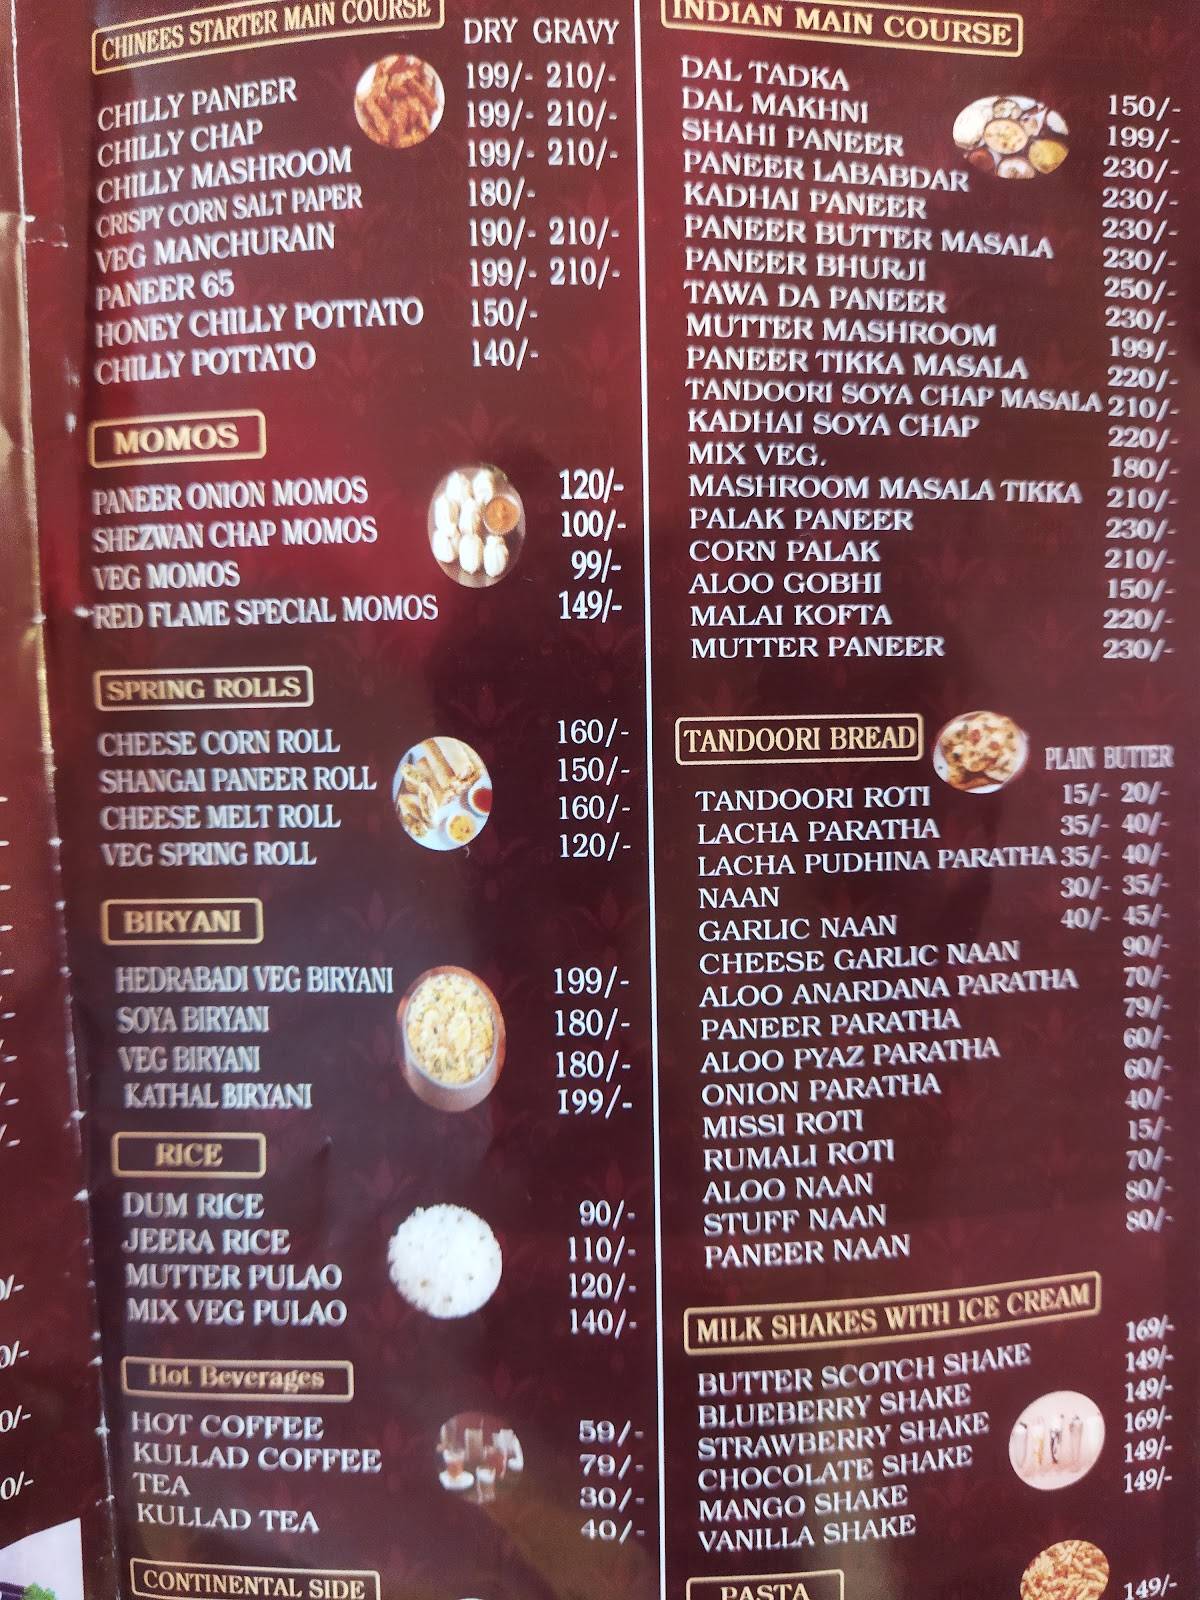 CHINEES STARTER MAIN COURSE
DRY GRAVY
CHILLY PANEER 199/- 210/-
CHILLY CHAP 199/- 210/-
CHILLY MASHROOM 199/- 210/-
CRISPY CORN SALT PAPER 180/-
VEG MANCHURAIN 190/- 210/-
PANEER 65 199/- 210/-
HONEY CHILLY POTTATO 150/-
CHILLY POTTATO 140/-
MOMOS
PANEER ONION MOMOS 120/-
SHEZWAN CHAP MOMOS 100/-
VEG MOMOS 99/-
RED FLAME SPECIAL MOMOS 149/-
SPRING ROLLS
CHEESE CORN ROLL 160/-
SHANGAI PANEER ROLL 150/-
CHEESE MELT ROLL 160/-
VEG SPRING ROLL 120/-
BIRYANI
HEDRABADI VEG BIRYANI 199/-
SOYA BIRYANI 180/-
VEG BIRYANI 180/-
KATHAL BIRYANI 199/-
RICE
DUM RICE 90/-
JEERA RICE 110/-
MUTTER PULAO 120/-
MIX VEG PULAO 140/-
Hot Beverages
HOT COFFEE 59/-
KULLAD COFFEE 79/-
TEA 30/-
KULLAD TEA 40/-
CONTINENTAL SIDE
INDIAN MAIN COURSE
DAL TADKA 150/-
DAL MAKHNI 199/-
SHAHI PANEER 230/-
PANEER LABABDAR 230/-
KADHAI PANEER 230/-
PANEER BUTTER MASALA 230/-
PANEER BHURJI 250/-
TAWA DA PANEER 230/-
MUTTER MASHROOM 199/-
PANEER TIKKA MASALA 220/-
TANDOORI SOYA CHAP MASALA 210/-
KADHAI SOYA CHAP 220/-
MIX VEG. 180/-
MASHROOM MASALA TIKKA 210/-
PALAK PANEER 230/-
CORN PALAK 210/-
ALOO GOBHI 150/-
MALAI KOFTA 220/-
MUTTER PANEER 230/-
TANDOORI BREAD
PLAIN BUTTER
TANDOORI ROTI 15/- 20/-
LACHA PARATHA 35/- 40/-
LACHA PUDHINA PARATHA 35/- 40/-
NAAN 30/- 35/-
GARLIC NAAN 40/- 45/-
CHEESE GARLIC NAAN 90/-
ALOO ANARDANA PARATHA 70/-
PANEER PARATHA 79/-
ALOO PYAZ PARATHA 60/-
ONION PARATHA 60/-
MISSI ROTI 40/-
RUMALI ROTI 15/-
ALOO NAAN 70/-
STUFF NAAN 80/-
PANEER NAAN 80/-
MILK SHAKES WITH ICE CREAM
BUTTER SCOTCH SHAKE 169/-
BLUEBERRY SHAKE 149/-
STRAWBERRY SHAKE 149/-
CHOCOLATE SHAKE 169/-
MANGO SHAKE 149/-
VANILLA SHAKE 149/-
PASTA
149/-